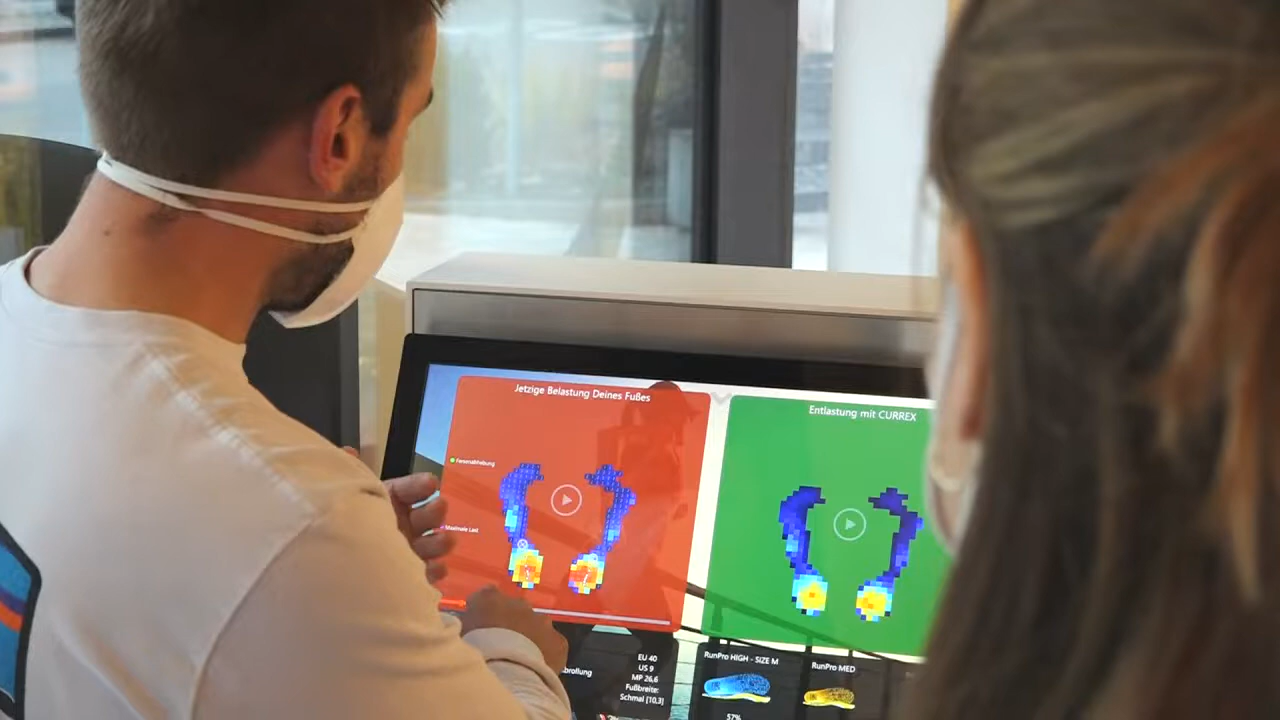 Jetzige Belastung Deines Fußes
Entlastung mit CURREX
Fersenabhebung
Maximale Last
EU 40
US 9
MP 26,6
Fußbreite:
Schmal [10,3]
RunPro HIGH - SIZE M
57%
RunPro MED